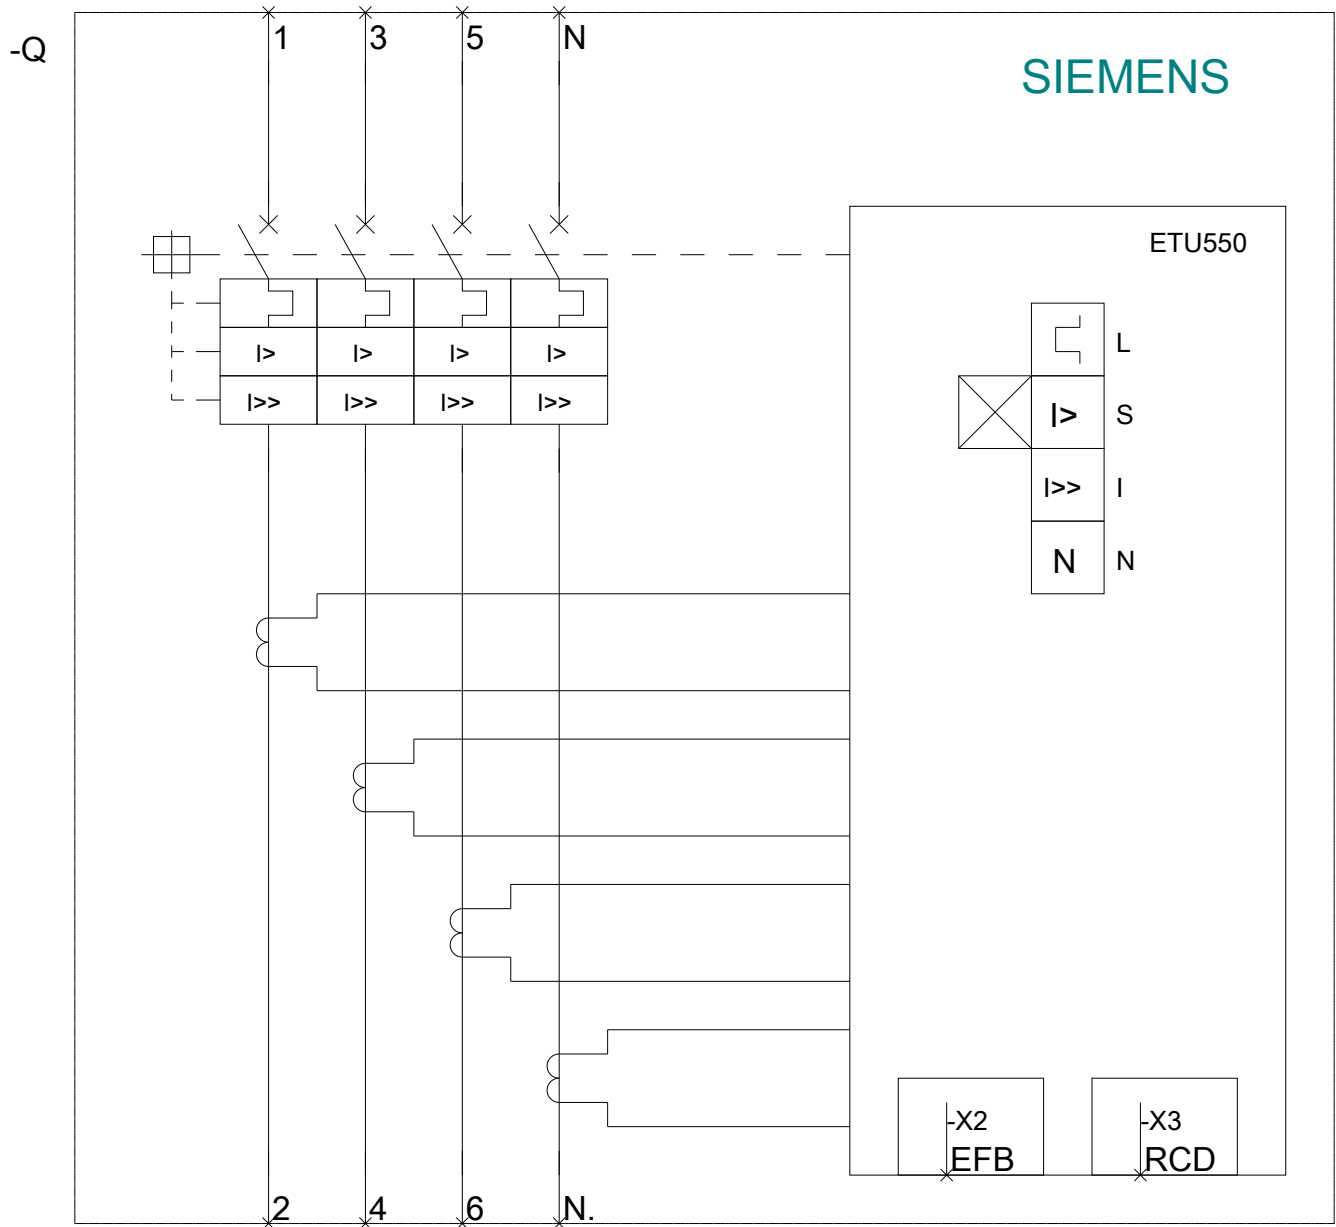 1 3 5 N
-Q
SIEMENS
ETU550
L
I> I> I> I>
I>> I>> I>> I>>
I> S
I>> I
N N
-X2 -X3
EFB RCD
2 4 6 N.